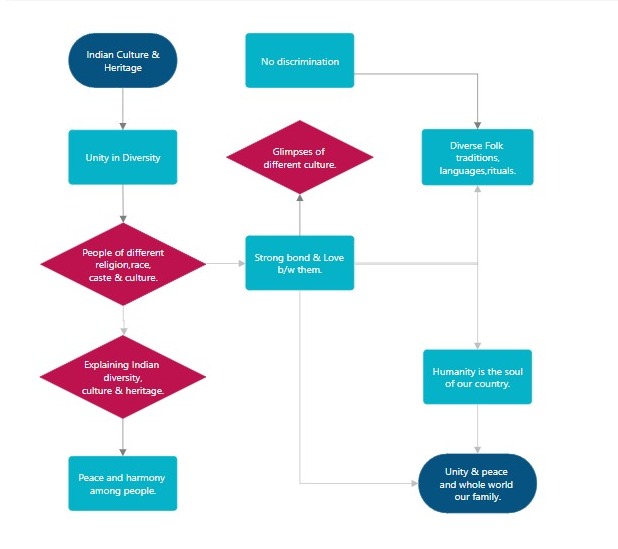 Indian Culture &
Heritage
No discrimination
Unity in Diversity
Glimpses of
different culture.
Diverse Folk
traditions,
languages,rituals.
People of different
religion,race,
caste & culture.
Strong bond & Love
b/w them.
Explaining Indian
diversity,
culture & heritage.
Humanity is the soul
of our country.
Peace and harmony
among people.
Unity & peace
and whole world
our family.